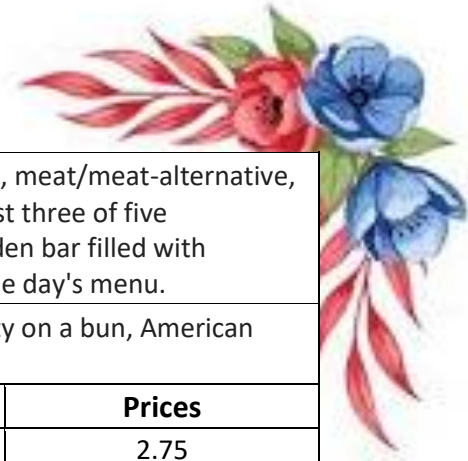 , meat/meat-alternative,
st three of five
den bar filled with
e day's menu.
y on a bun, American
Prices
2.75